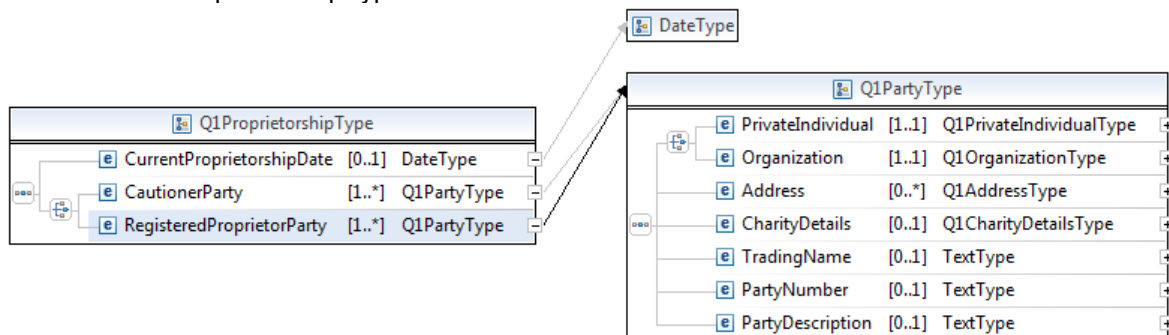 DateType
Q1PartyType
PrivateIndividual [1..1] Q1PrivateIndividualType
Organization [1..1] Q1OrganizationType
Address [0..*] Q1AddressType
CharityDetails [0..1] Q1CharityDetailsType
TradingName [0..1] TextType
PartyNumber [0..1] TextType
PartyDescription [0..1] TextType
Q1ProprietorshipType
CurrentProprietorshipDate [0..1] DateType
CautionerParty [1..*] Q1PartyType
RegisteredProprietorParty [1..*] Q1PartyType